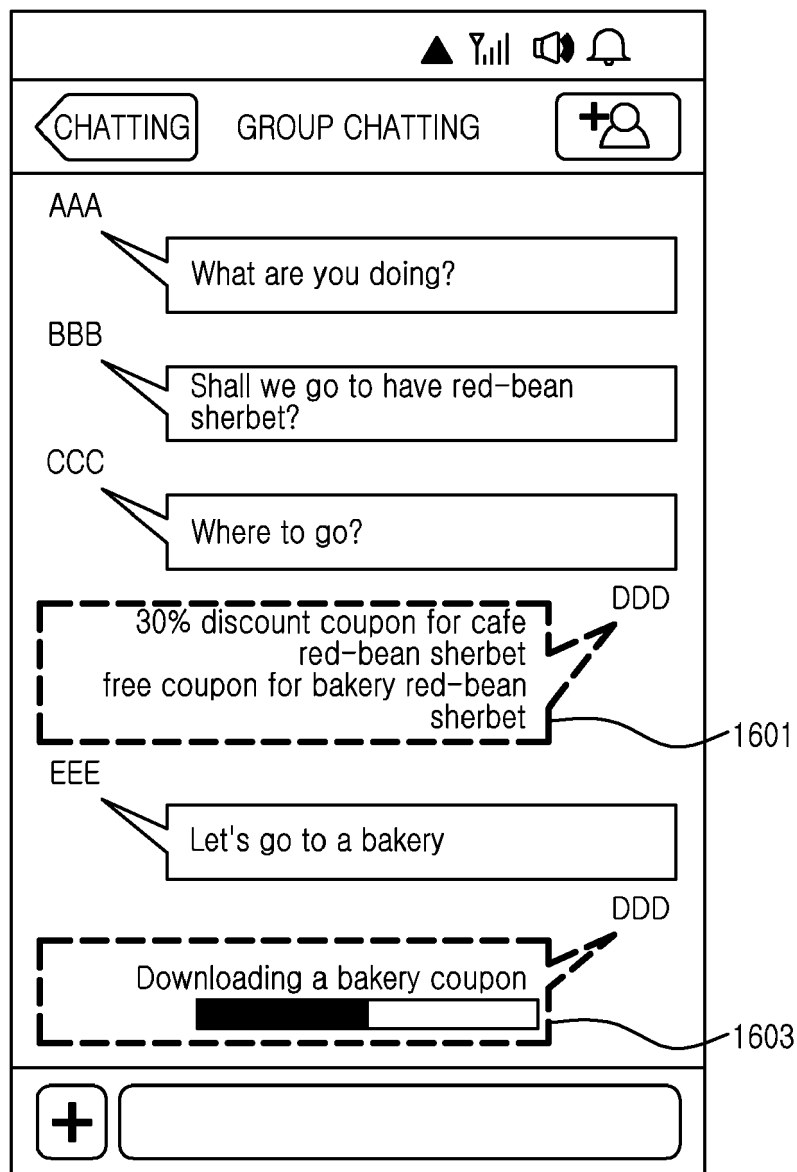 CHATTING
GROUP CHATTING
AAA
What are you doing?
BBB
Shall we go to have red-bean
sherbet?
CCC
Where to go?
DDD
30% discount coupon for cafe
red-bean sherbet
free coupon for bakery red-bean
sherbet
1601
EEE
Let's go to a bakery
DDD
Downloading a bakery coupon
1603